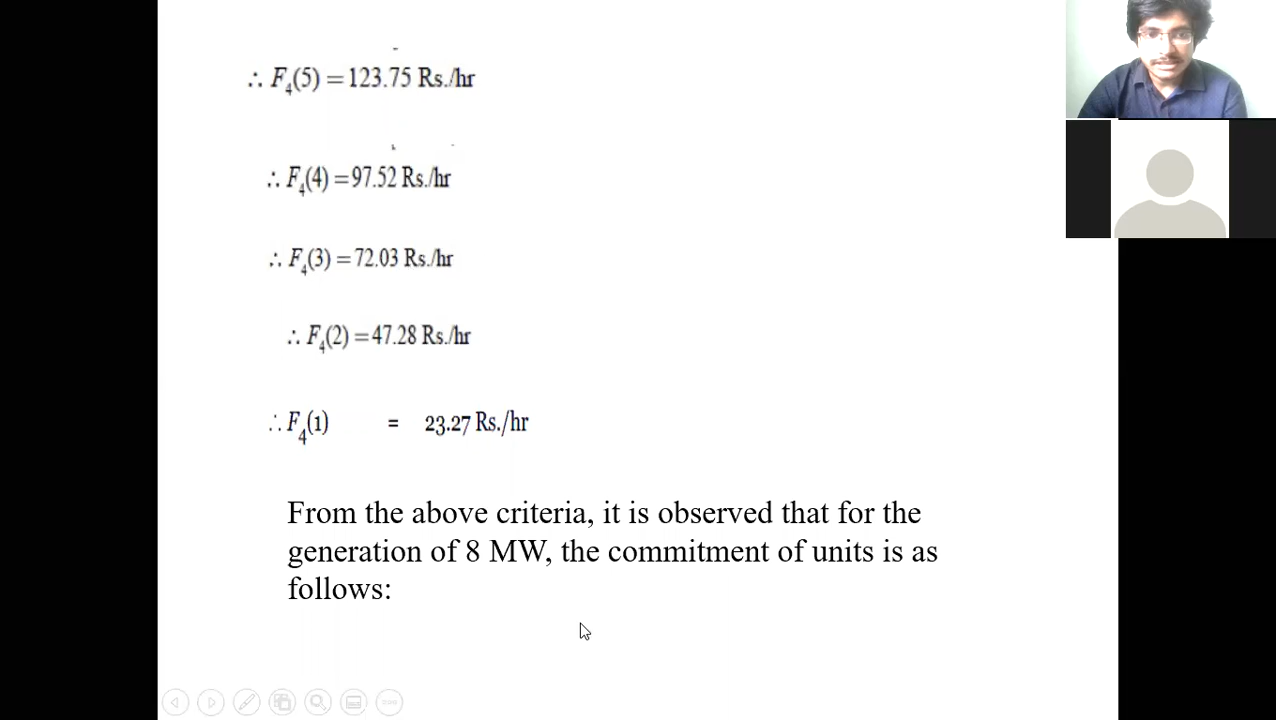 ∴ F₄(5) = 123.75 Rs./hr
∴ F₄(4) = 97.52 Rs./hr
∴ F₄(3) = 72.03 Rs./hr
∴ F₄(2) = 47.28 Rs./hr
∴ F₄(1) = 23.27 Rs./hr
From the above criteria, it is observed that for the
generation of 8 MW, the commitment of units is as
follows: